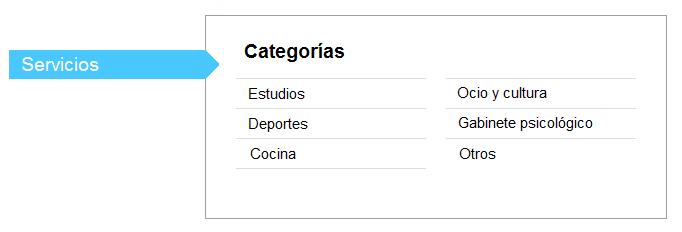 Servicios
Categorías
Estudios
Deportes
Cocina
Ocio y cultura
Gabinete psicológico
Otros